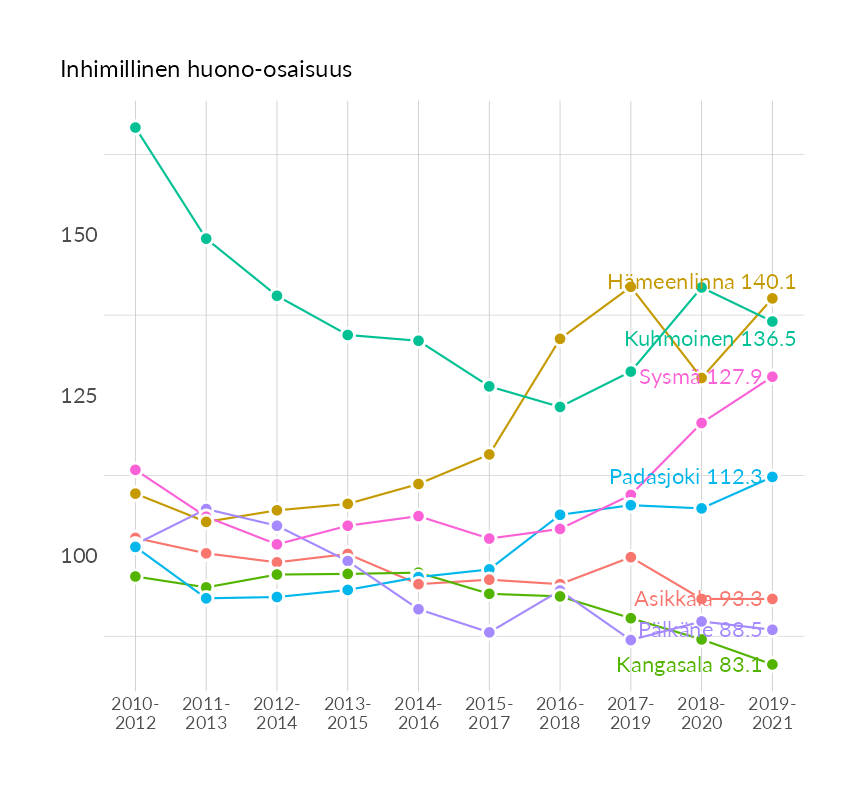 Inhimillinen huono-osaisuus
150
125
100
Hämeenlinna 140.1
Kuhmoinen 136.5
Sysmä 127.9
Padasjoki 112.3
Asikkala 93.3
Pälkäne 88.5
Kangasala 83.1
2010- 2011- 2012- 2013- 2014- 2015- 2016- 2017- 2018- 2019-
2012 2013 2014 2015 2016 2017 2018 2019 2020 2021